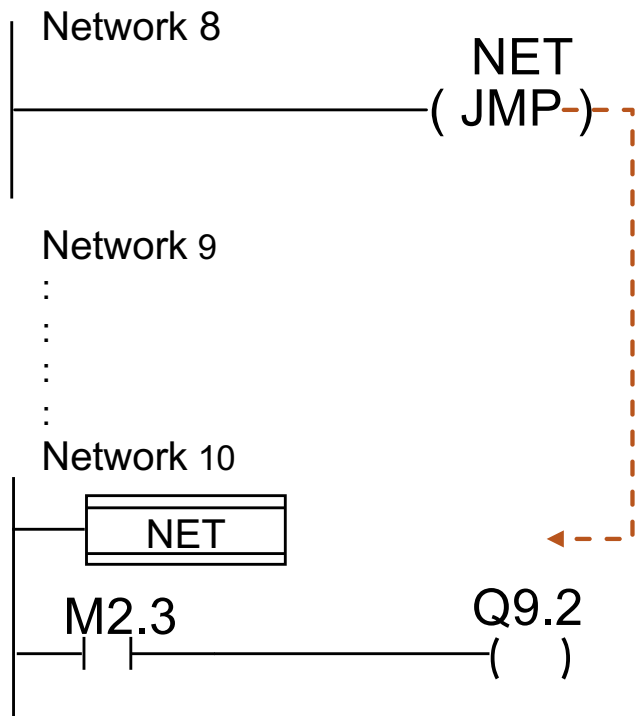 Network 8
NET
( JMP )
Network 9
:
:
:
:
Network 10
NET
M2.3
Q9.2
( )